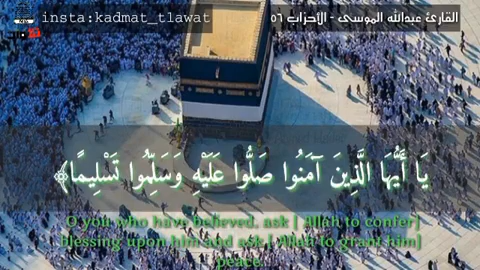 insta:kadmat_tlawat
القارئ عبدالله الموسى - الأحزاب ٥٦
يَا أَيُّهَا الَّذِينَ آمَنُوا صَلُّوا عَلَيْهِ وَسَلِّمُوا تَسْلِيمًا﴾
O you who have believed, ask [ Allah to confer]
blessing upon him and ask [ Allah to grant him]
peace.